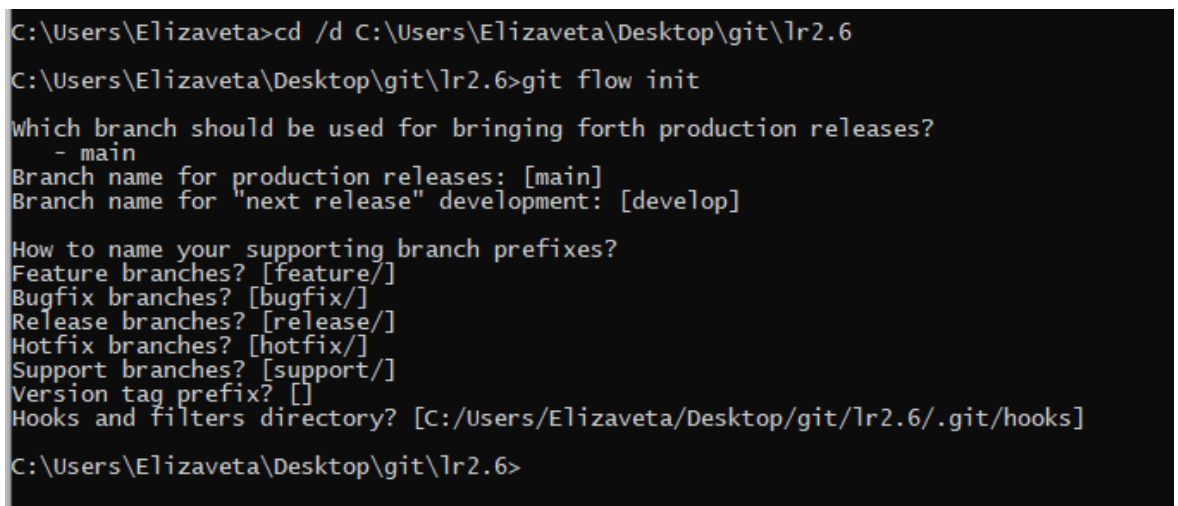 C:\Users\Elizaveta>cd /d C:\Users\Elizaveta\Desktop\git\lr2.6
C:\Users\Elizaveta\Desktop\git\lr2.6>git flow init
Which branch should be used for bringing forth production releases?
   - main
Branch name for production releases: [main]
Branch name for "next release" development: [develop]
How to name your supporting branch prefixes?
Feature branches? [feature/]
Bugfix branches? [bugfix/]
Release branches? [release/]
Hotfix branches? [hotfix/]
Support branches? [support/]
Version tag prefix? []
Hooks and filters directory? [C:/Users/Elizaveta/Desktop/git/lr2.6/.git/hooks]
C:\Users\Elizaveta\Desktop\git\lr2.6>